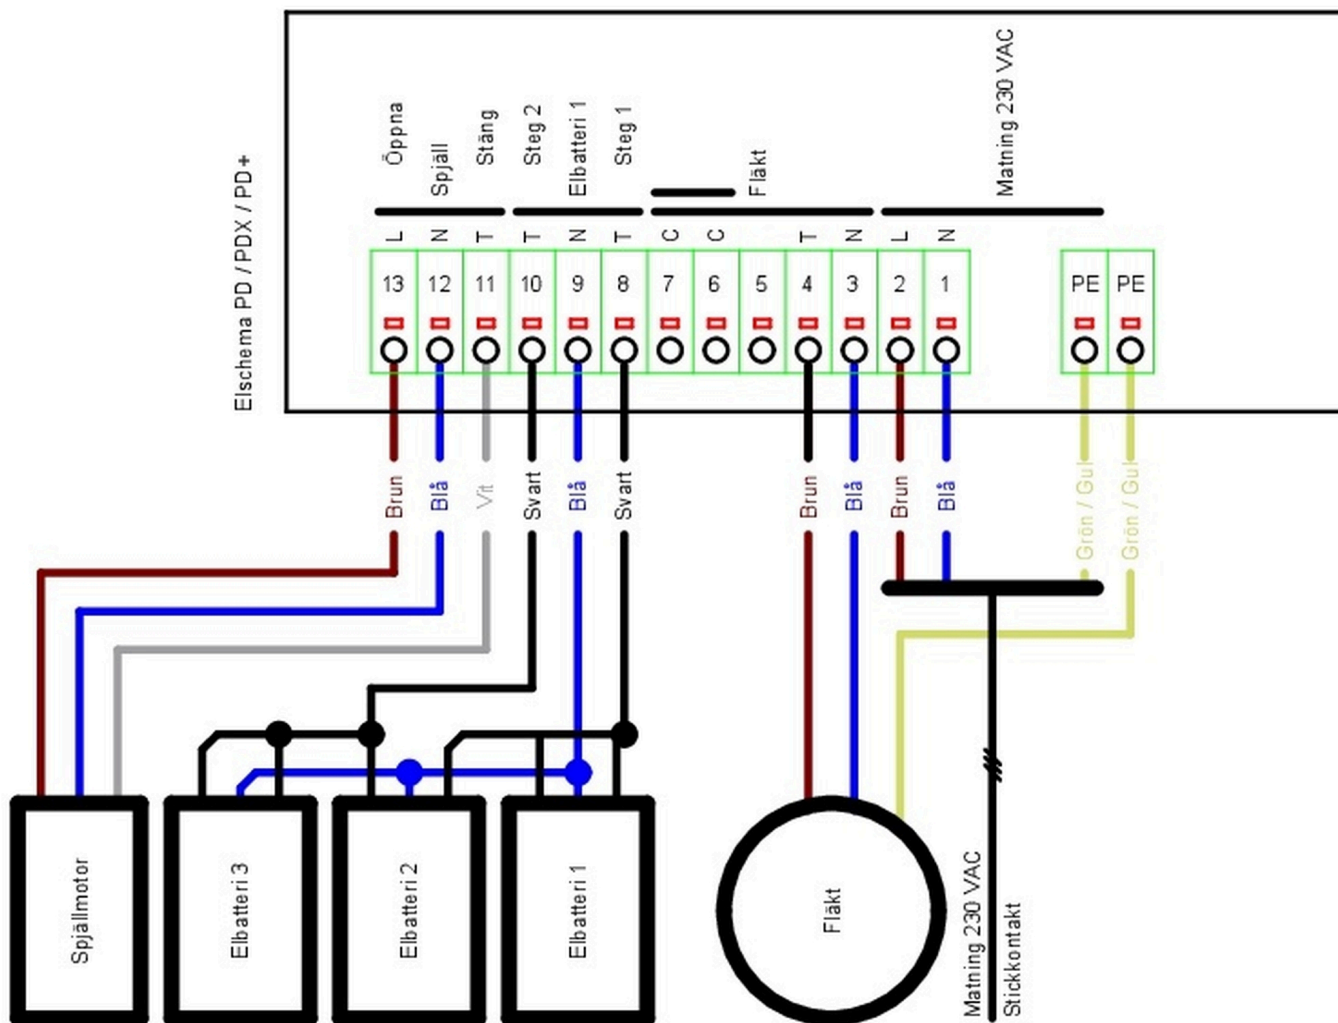 Elschema PD / PDX / PD+
Öppna
Spjäll
Stäng
Steg 2
Elbatteri 1
Steg 1
Fläkt
Matning 230 VAC
L N T T N T C C T N L N
13 12 11 10 9 8 7 6 5 4 3 2 1 PE PE
Brun
Blå
Vit
Svart
Blå
Svart
Brun
Blå
Brun
Blå
Grön / Gul
Grön / Gul
Spjällmotor
Elbatteri 3
Elbatteri 2
Elbatteri 1
Fläkt
Matning 230 VAC
Stickkontakt